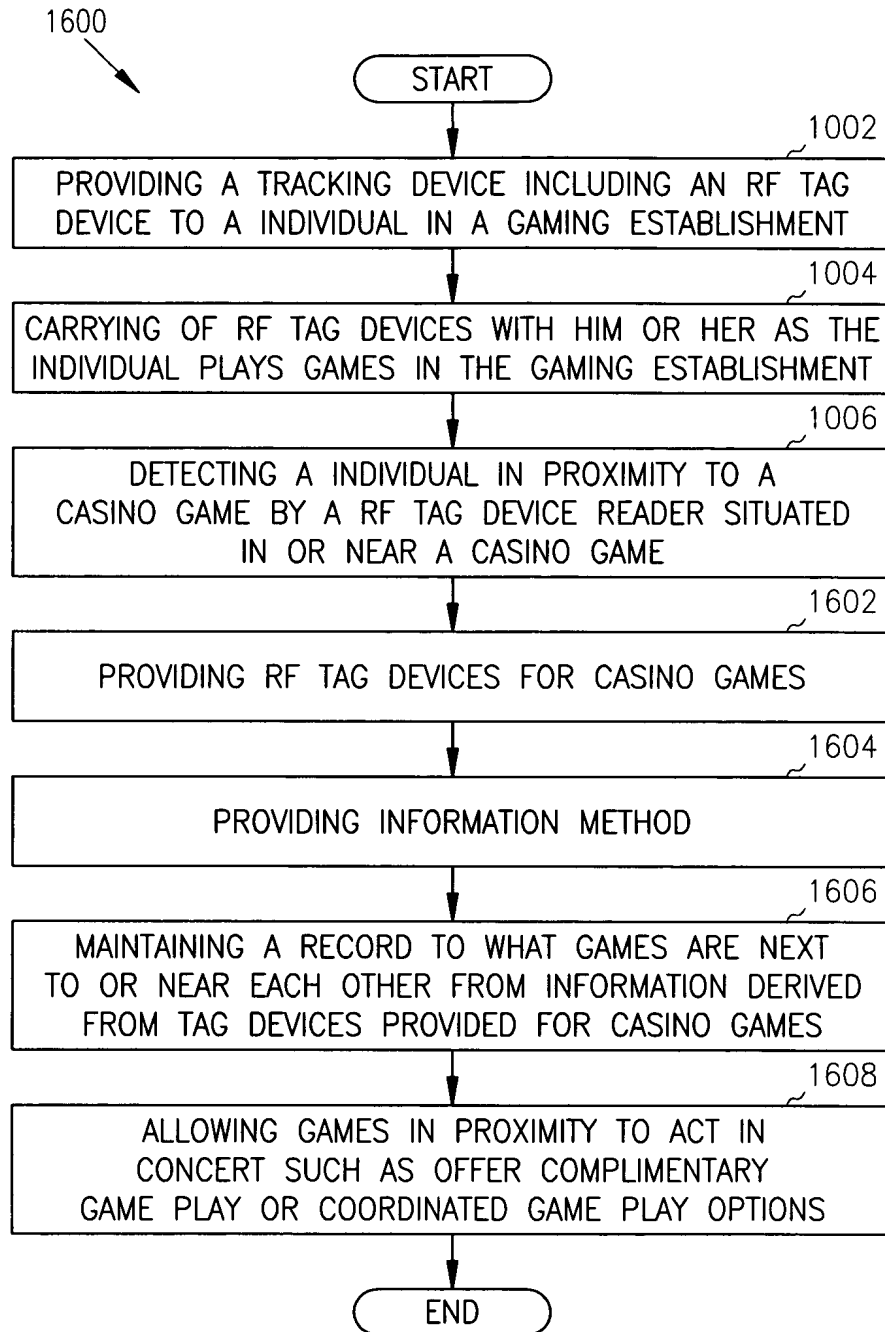 1600
START
1002
PROVIDING A TRACKING DEVICE INCLUDING AN RF TAG
DEVICE TO A INDIVIDUAL IN A GAMING ESTABLISHMENT
1004
CARRYING OF RF TAG DEVICES WITH HIM OR HER AS THE
INDIVIDUAL PLAYS GAMES IN THE GAMING ESTABLISHMENT
1006
DETECTING A INDIVIDUAL IN PROXIMITY TO A
CASINO GAME BY A RF TAG DEVICE READER SITUATED
IN OR NEAR A CASINO GAME
1602
PROVIDING RF TAG DEVICES FOR CASINO GAMES
1604
PROVIDING INFORMATION METHOD
1606
MAINTAINING A RECORD TO WHAT GAMES ARE NEXT
TO OR NEAR EACH OTHER FROM INFORMATION DERIVED
FROM TAG DEVICES PROVIDED FOR CASINO GAMES
1608
ALLOWING GAMES IN PROXIMITY TO ACT IN
CONCERT SUCH AS OFFER COMPLIMENTARY
GAME PLAY OR COORDINATED GAME PLAY OPTIONS
END